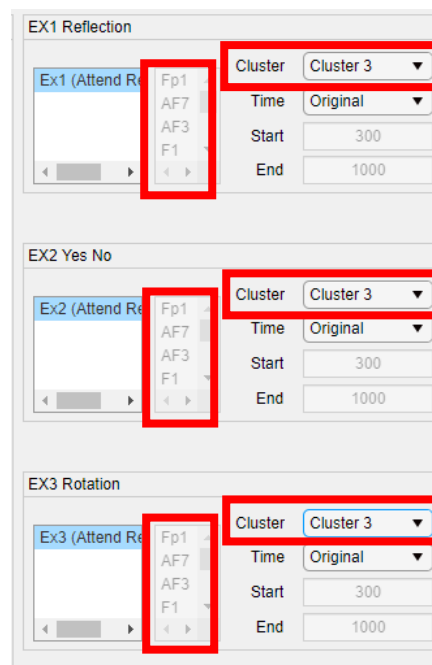 EX1 Reflection
Cluster Cluster 3
Ex1 (Attend Re Fp1
AF7 Time Original
AF3 Start 300
F1 End 1000
EX2 Yes No
Cluster Cluster 3
Ex2 (Attend Re Fp1
AF7 Time Original
AF3 Start 300
F1 End 1000
EX3 Rotation
Cluster Cluster 3
Ex3 (Attend Re Fp1
AF7 Time Original
AF3 Start 300
F1 End 1000